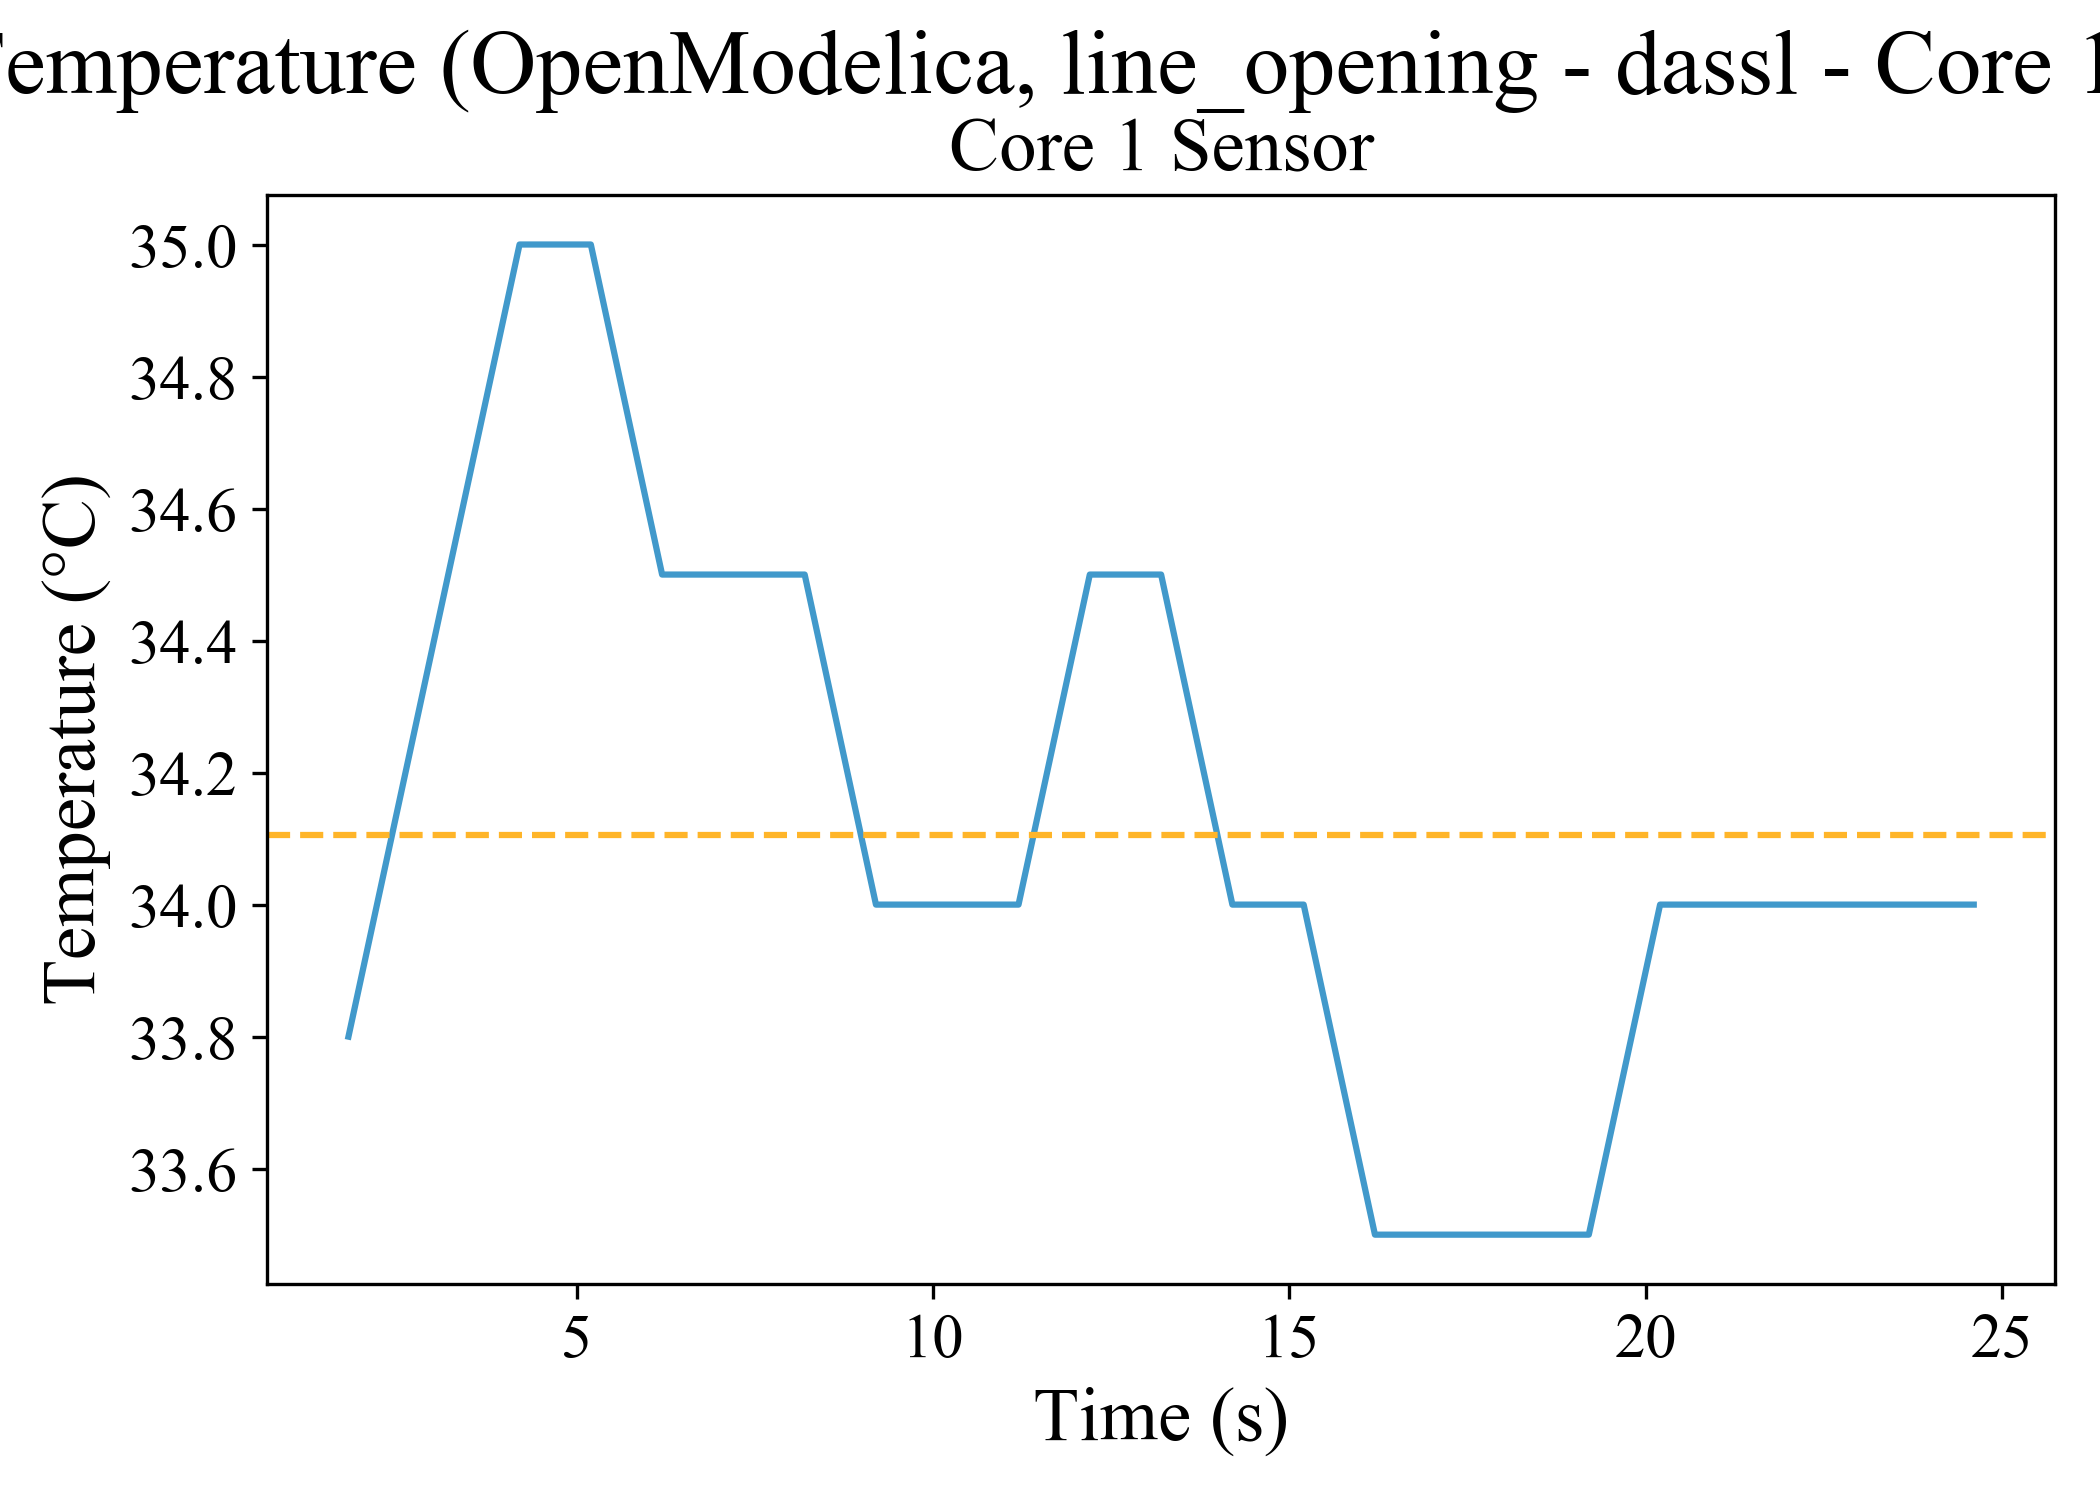 emperature (OpenModelica, line_opening - dassl - Core 1
Core 1 Sensor
35.0
34.8
34.6
34.4
34.2
34.0
33.8
33.6
Temperature (°C)
5 10 15 20 25
Time (s)